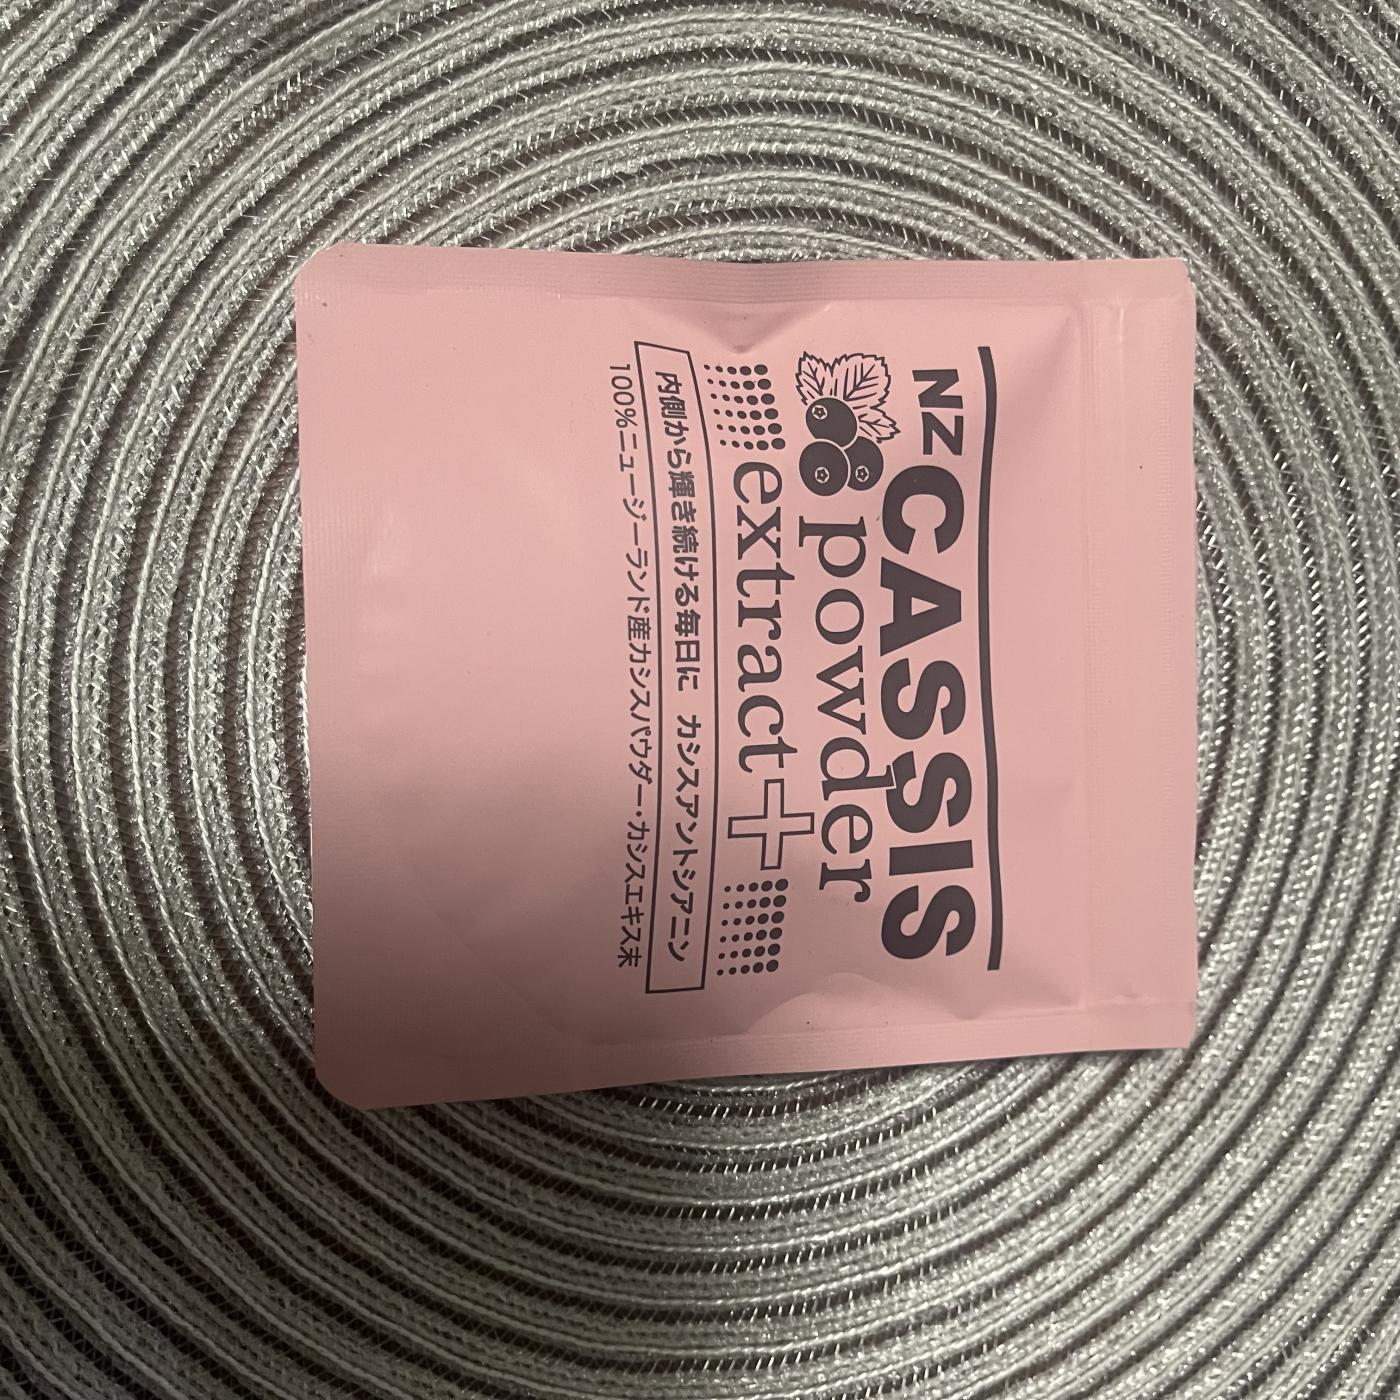 NZ CASSIS
powder
extract+
内側から輝き続ける毎日に カシスアントシアニン
100%ニュージーランド産カシスパウダー・カシスエキス末